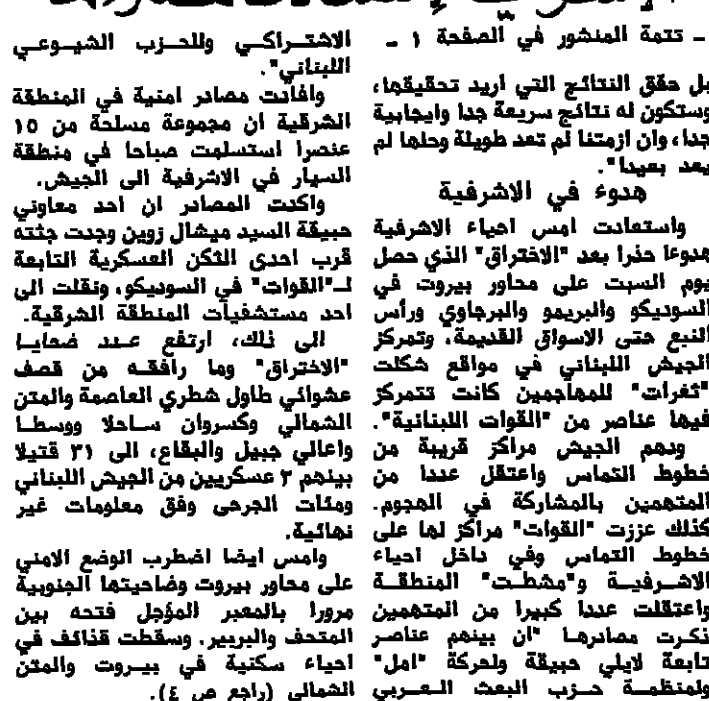 ـ تتمة المنشور في الصفحة ١ ـ
بل حقق النتائج التي اريد تحقيقها،
وستكون له نتائج سريعة جدا وايجابية
جدا، وان ازمتنا لم تعد طويلة وحلها لم
يعد بعيدا".
هدوء في الاشرفية
واستعادت امس احياء الاشرفية
هدوءا حذرا بعد "الاختراق" الذي حصل
يوم السبت على محاور بيروت في
السوديكو والبريمو والبرجاوي ورأس
النبع حتى الاسواق القديمة. وتمركز
الجيش اللبناني في مواقع شكلت
"ثغرات" للمهاجمين كانت تتمركز
فيها عناصر من "القوات اللبنانية".
ودهم الجيش مراكز قريبة من
خطوط التماس واعتقل عددا من
المتهمين بالمشاركة في الهجوم.
كذلك عززت "القوات" مراكز لها على
خطوط التماس وفي داخل احياء
الاشرفية و"مشطت" المنطقة
واعتقلت عددا كبيرا من المتهمين
ذكرت مصادرها "ان بينهم عناصر
تابعة لايلي حبيقة ولحركة "امل"
ولمنظمة حزب البعث العربي
الاشتراكي وللحزب الشيوعي
اللبناني".
وافادت مصادر امنية في المنطقة
الشرقية ان مجموعة مسلحة من ١٥
عنصرا استسلمت صباحا في منطقة
السيار في الاشرفية الى الجيش.
واكدت المصادر ان احد معاوني
حبيقة السيد ميشال زوين وجدت جثته
قرب احدى الثكن العسكرية التابعة
لـ"القوات" في السوديكو، ونقلت الى
احد مستشفيات المنطقة الشرقية.
الى ذلك، ارتفع عدد ضحايا
"الاختراق" وما رافقه من قصف
عشوائي طاول شطري العاصمة والمتن
الشمالي وكسروان ساحلا ووسطا
واعالي جبيل والبقاع، الى ٣١ قتيلا
بينهم ٣ عسكريين من الجيش اللبناني
ومئات الجرحى وفق معلومات غير
نهائية.
وامس ايضا اضطرب الوضع الامني
على محاور بيروت وضاحيتها الجنوبية
مرورا بالمعبر المؤجل فتحه بين
المتحف والبربير. وسقطت قذائف في
احياء سكنية في بيروت والمتن
الشمالي (راجع ص ٤).